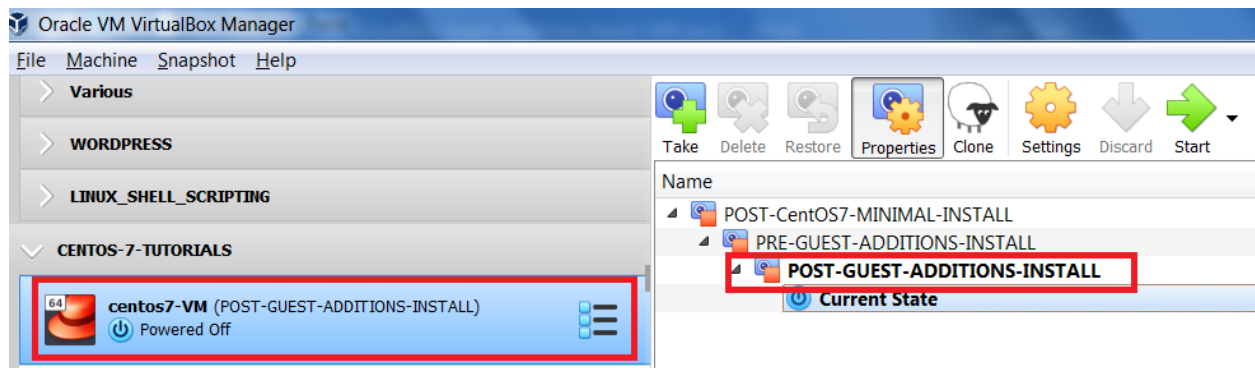 Oracle VM VirtualBox Manager
File Machine Snapshot Help
Various
WORDPRESS
LINUX_SHELL_SCRIPTING
CENTOS-7-TUTORIALS
64
centos7-VM (POST-GUEST-ADDITIONS-INSTALL)
Powered Off
Take Delete Restore Properties Clone Settings Discard Start
Name
POST-CentOS7-MINIMAL-INSTALL
PRE-GUEST-ADDITIONS-INSTALL
POST-GUEST-ADDITIONS-INSTALL
Current State